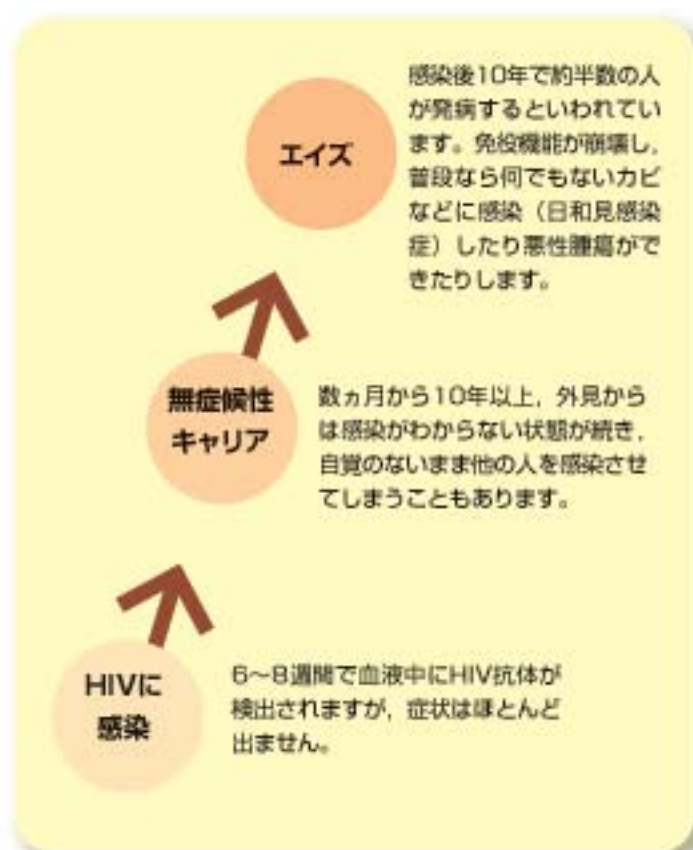 エイズ
感染後10年で約半数の人
が発病するといわれてい
ます。免役機能が崩壊し，
普段なら何でもないカビ
などに感染（日和見感染
症）したり悪性腫瘍がで
きたりします。
無症候性
キャリア
数ヵ月から10年以上，外見から
は感染がわからない状態が続き，
自覚のないまま他の人を感染させ
てしまうこともあります。
HIVに
感染
6〜8週間で血液中にHIV抗体が
検出されますが，症状はほとんど
出ません。